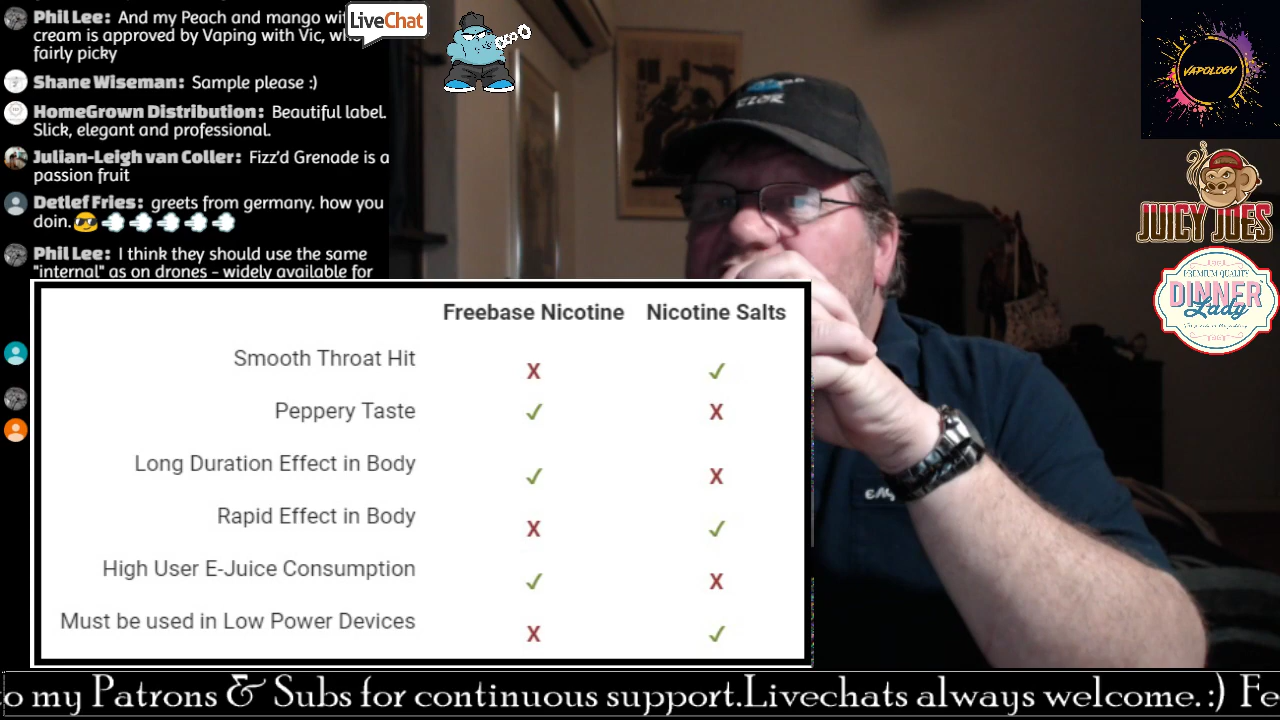 Phil Lee: And my Peach and mango wi
cream is approved by Vaping with Vic,
fairly picky
LiveChat
Shane Wiseman: Sample please :)
HomeGrown Distribution: Beautiful label.
Slick, elegant and professional.
Julian-Leigh van Coller: Fizz'd Grenade is a
passion fruit
Detlef Fries: greets from germany. how you
doin.😎💨💨💨💨💨
Phil Lee: I think they should use the same
"internal" as on drones - widely available for
VAPOLOGY
JUICY JOES
PREMIUM QUALITY
DINNER
Lady
Freebase Nicotine Nicotine Salts
Smooth Throat Hit X ✓
Peppery Taste ✓ X
Long Duration Effect in Body ✓ X
Rapid Effect in Body X ✓
High User E-Juice Consumption ✓ X
Must be used in Low Power Devices X ✓
to my Patrons & Subs for continuous support.Livechats always welcome. :) Fe